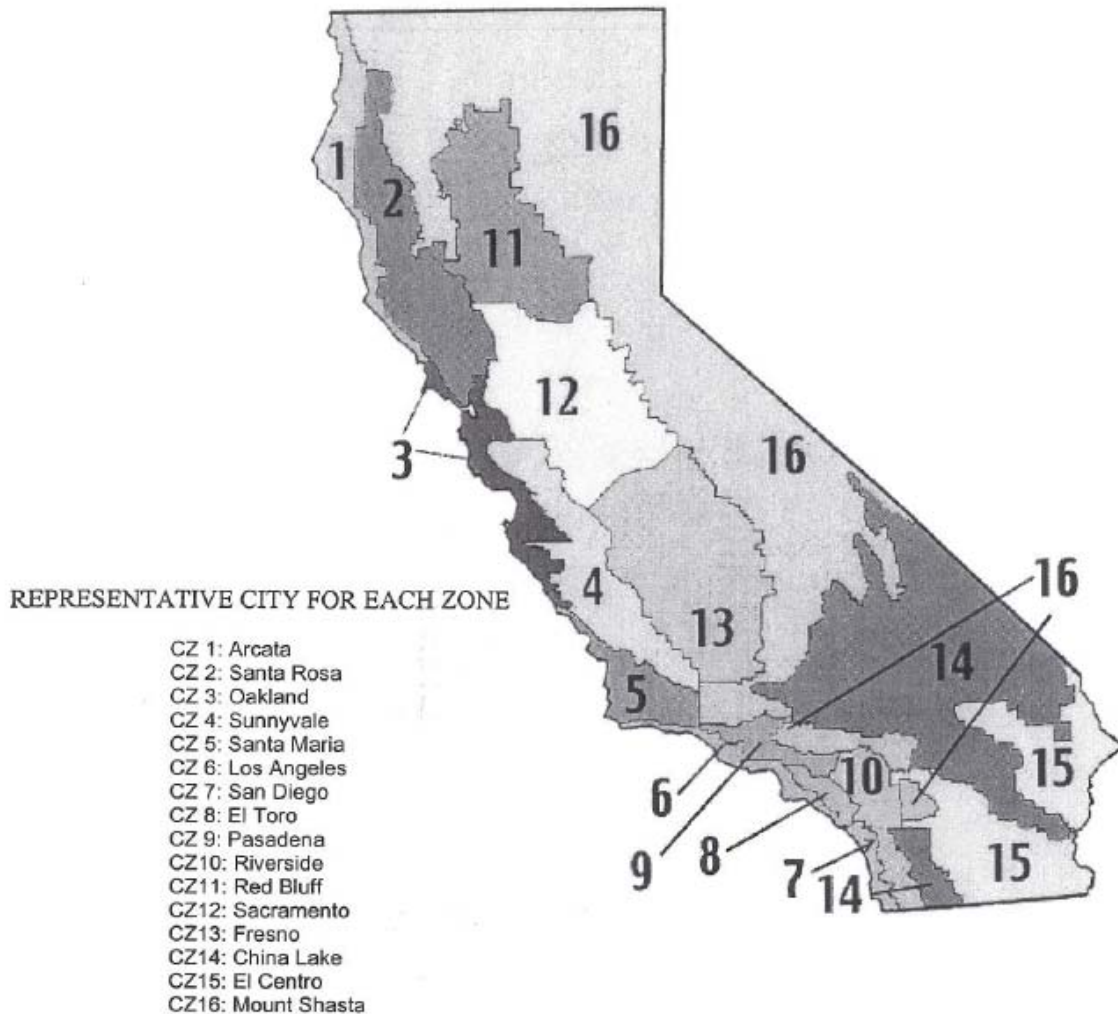 16
1
2
11
12
3
16
16
4
13
14
5
15
10
6
8
15
9
7
14
REPRESENTATIVE CITY FOR EACH ZONE
CZ 1: Arcata
CZ 2: Santa Rosa
CZ 3: Oakland
CZ 4: Sunnyvale
CZ 5: Santa Maria
CZ 6: Los Angeles
CZ 7: San Diego
CZ 8: El Toro
CZ 9: Pasadena
CZ10: Riverside
CZ11: Red Bluff
CZ12: Sacramento
CZ13: Fresno
CZ14: China Lake
CZ15: El Centro
CZ16: Mount Shasta